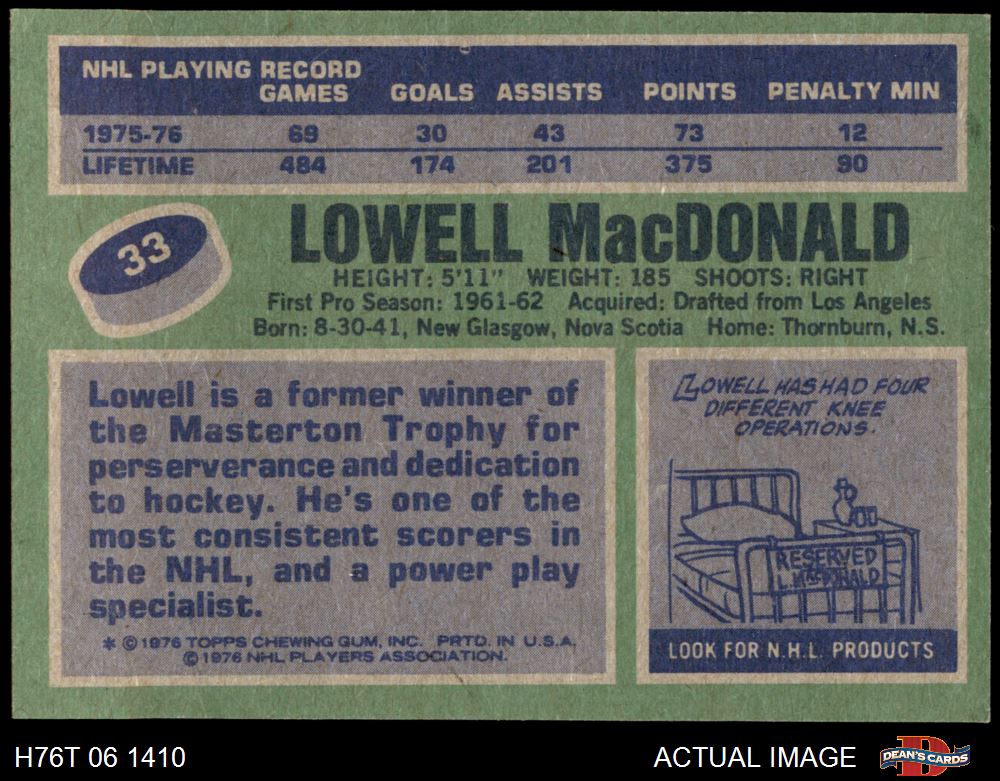 NHL PLAYING RECORD
GAMES GOALS ASSISTS POINTS PENALTY MIN
1975-76 69 30 43 73 12
LIFETIME 484 174 201 375 90
33
LOWELL MacDONALD
HEIGHT: 5'11" WEIGHT: 185 SHOOTS: RIGHT
First Pro Season: 1961-62 Acquired: Drafted from Los Angeles
Born: 8-30-41, New Glasgow, Nova Scotia Home: Thornburn, N.S.
Lowell is a former winner of
the Masterton Trophy for
perserverance and dedication
to hockey. He's one of the
most consistent scorers in
the NHL, and a power play
specialist.
* © 1976 TOPPS CHEWING GUM, INC. PRTD. IN U.S.A.
© 1976 NHL PLAYERS ASSOCIATION.
LOWELL HAS HAD FOUR
DIFFERENT KNEE
OPERATIONS.
RESERVED
L. MacDONALD
LOOK FOR N.H.L. PRODUCTS
H76T 06 1410
ACTUAL IMAGE
DEAN'S CARDS